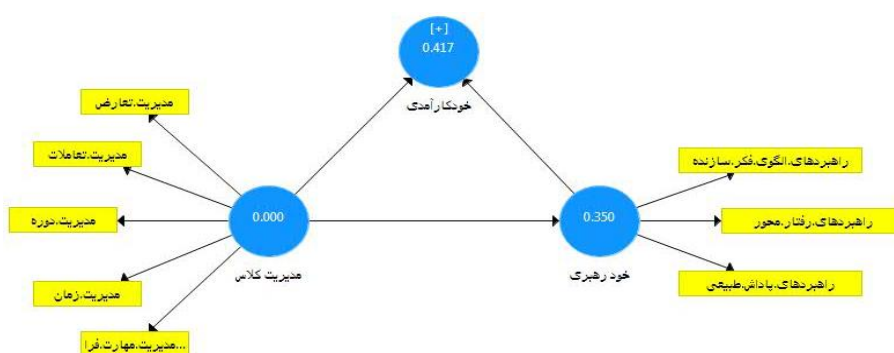 [+]
0.417
خودکارآمدی
مدیریت.تعارض
مدیریت.تعاملات
مدیریت.دوره
مدیریت.زمان
...مدیریت.مهارت.فرا
0.000
مدیریت کلاس
0.350
خود رهبری
راهبردهای.الگوی.فکر.سازنده
راهبردهای.رفتار.محور
راهبردهای.پاداش.طبیعی